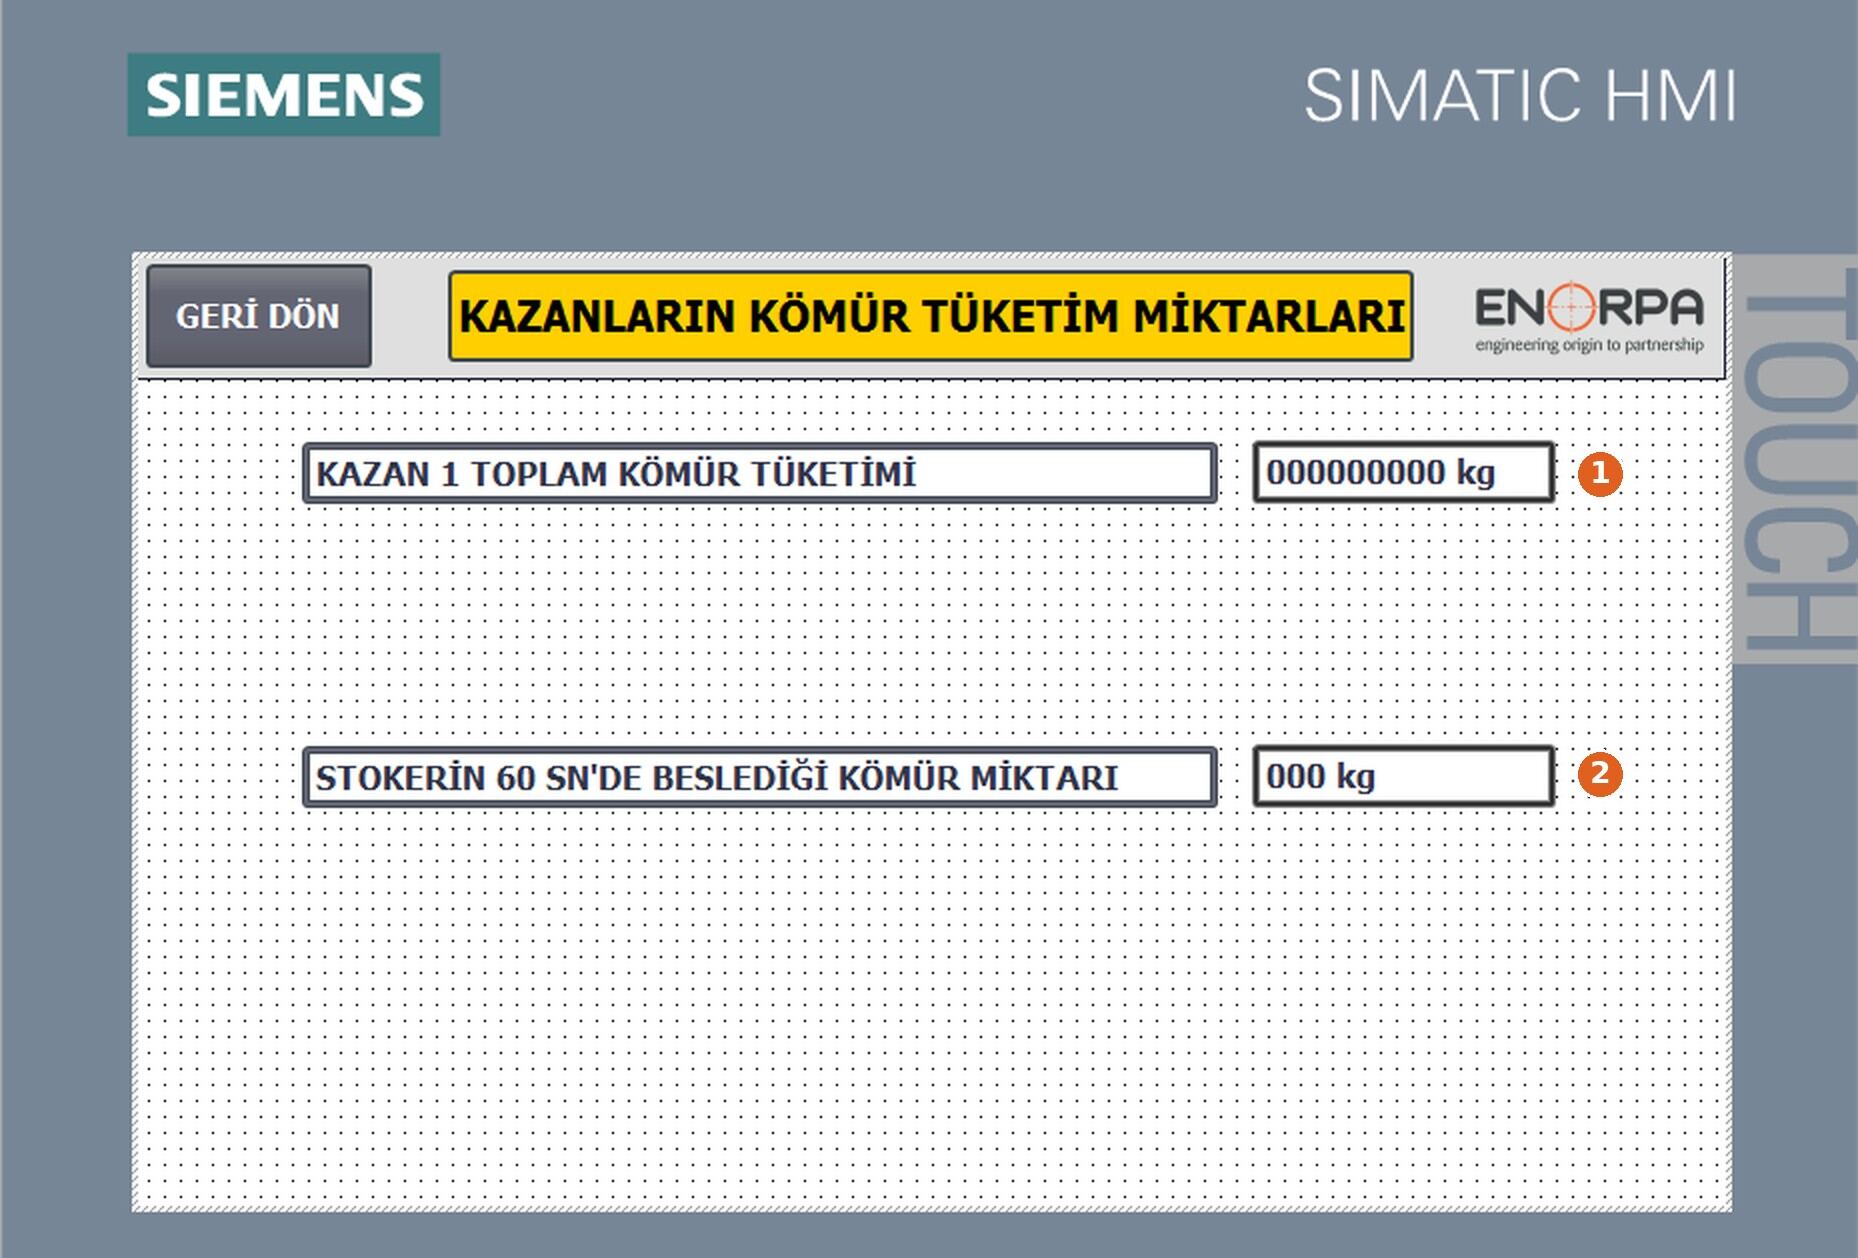 SIEMENS
SIMATIC HMI
TOUCH
GERİ DÖN
KAZANLARIN KÖMÜR TÜKETİM MİKTARLARI
ENORPA
engineering origin to partnership
KAZAN 1 TOPLAM KÖMÜR TÜKETİMİ
000000000 kg
1
STOKERİN 60 SN'DE BESLEDİĞİ KÖMÜR MİKTARI
000 kg
2